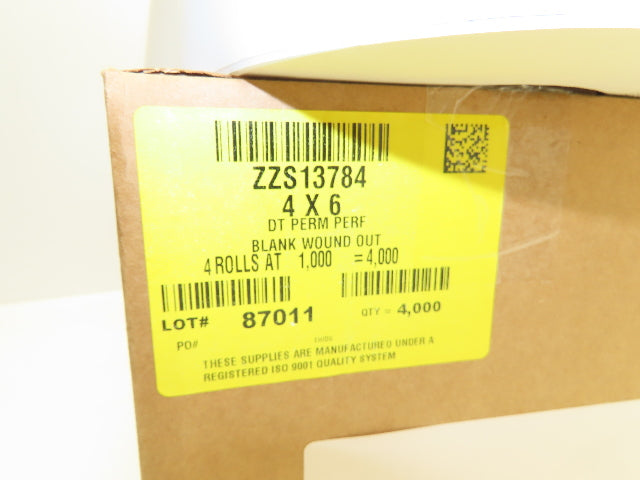 ZZS13784
4 X 6
DT PERM PERF
BLANK WOUND OUT
4 ROLLS AT 1,000 =4,000
LOT# 87011 QTY = 4,000
PO#
THESE SUPPLIES ARE MANUFACTURED UNDER A
REGISTERED ISO 9001 QUALITY SYSTEM